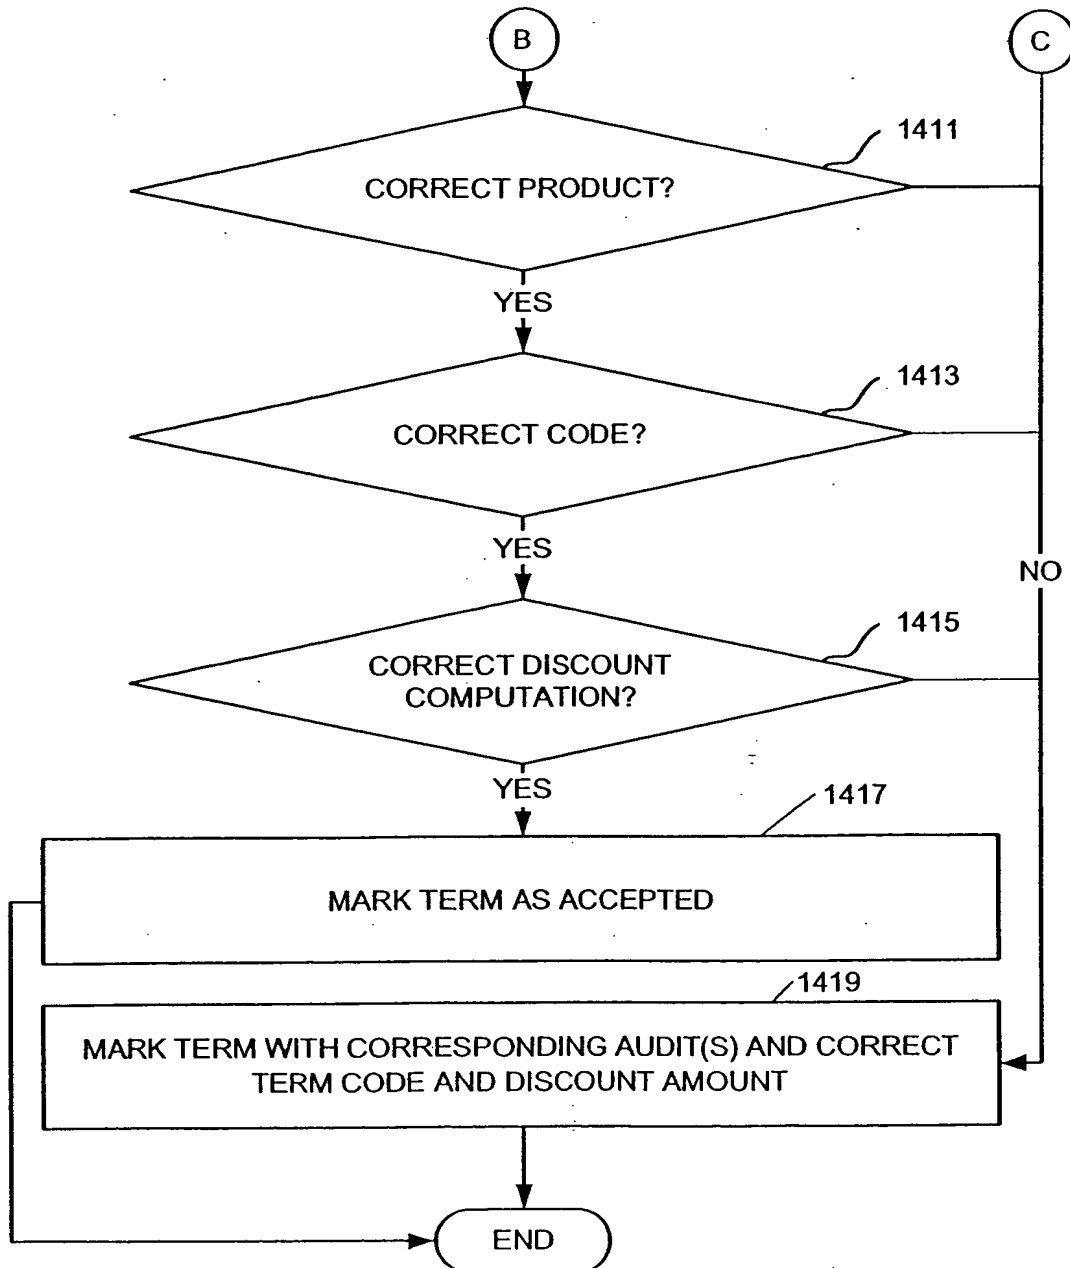 B
C
1411
CORRECT PRODUCT?
YES
1413
CORRECT CODE?
YES
NO
1415
CORRECT DISCOUNT
COMPUTATION?
YES
1417
MARK TERM AS ACCEPTED
1419
MARK TERM WITH CORRESPONDING AUDIT(S) AND CORRECT
TERM CODE AND DISCOUNT AMOUNT
END